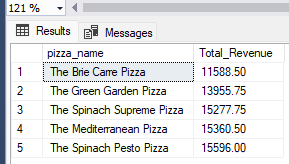 121 %
Results Messages
pizza_name Total_Revenue
1 The Brie Carre Pizza 11588.50
2 The Green Garden Pizza 13955.75
3 The Spinach Supreme Pizza 15277.75
4 The Mediterranean Pizza 15360.50
5 The Spinach Pesto Pizza 15596.00